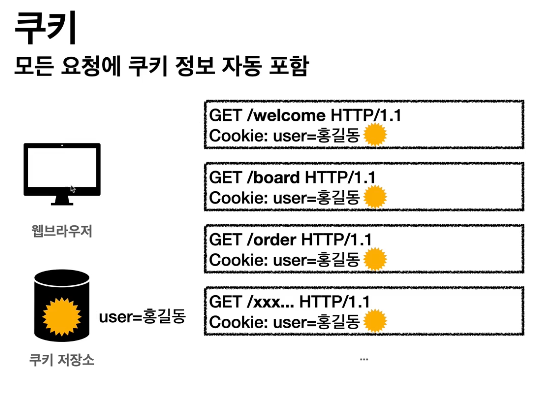 쿠키
모든 요청에 쿠키 정보 자동 포함
GET /welcome HTTP/1.1
Cookie: user=홍길동
GET /board HTTP/1.1
Cookie: user=홍길동
웹브라우저
GET /order HTTP/1.1
Cookie: user=홍길동
GET /xxx... HTTP/1.1
Cookie: user=홍길동
user=홍길동
쿠키 저장소
...